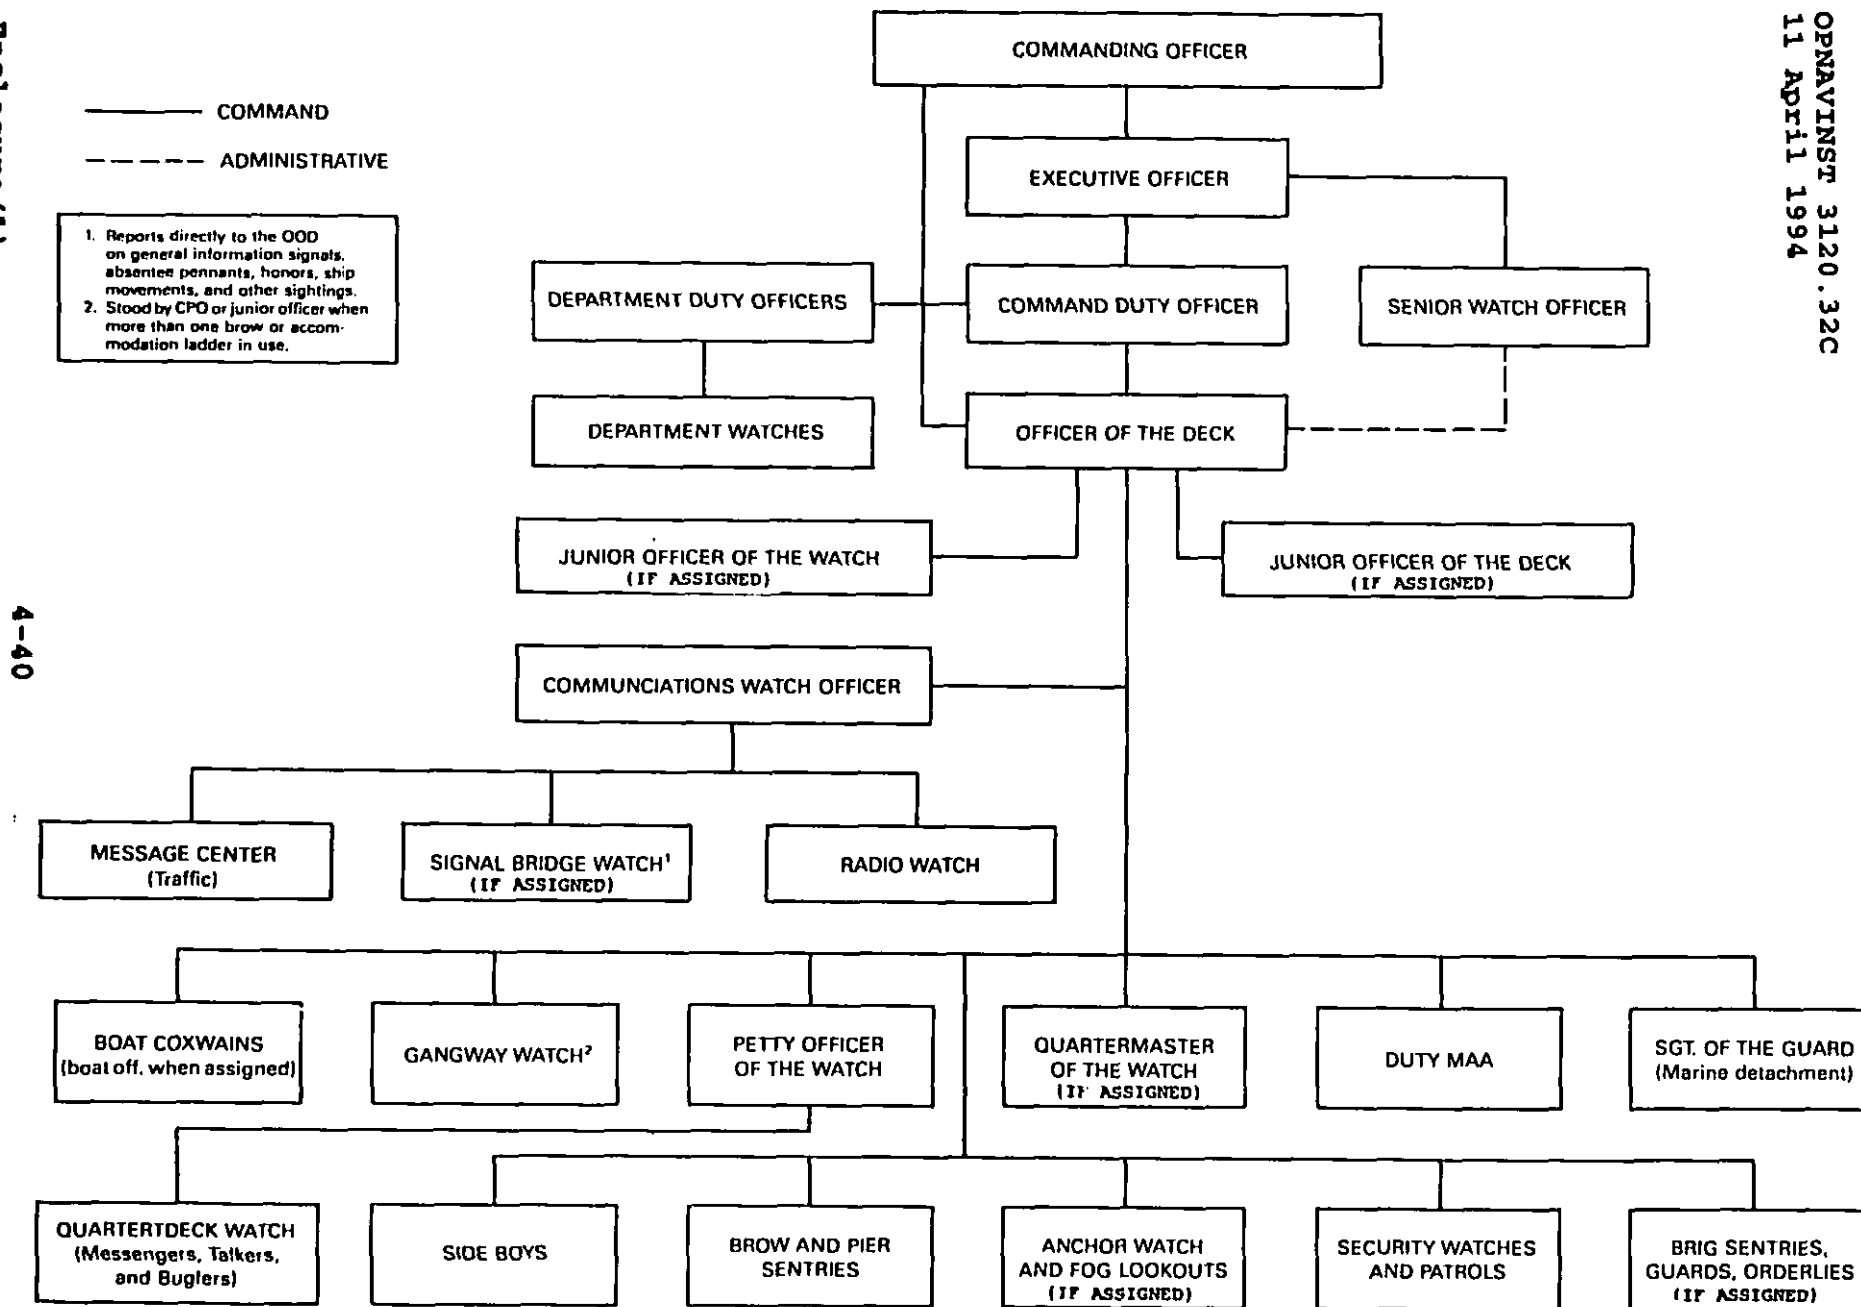 OPNAVINST 3120.32C
11 April 1994
COMMANDING OFFICER
COMMAND
ADMINISTRATIVE
EXECUTIVE OFFICER
1. Reports directly to the OOD
on general information signals,
absentee pennants, honors, ship
movements, and other sightings.
2. Stood by CPO or junior officer when
more than one brow or accom-
modation ladder in use.
DEPARTMENT DUTY OFFICERS
COMMAND DUTY OFFICER
SENIOR WATCH OFFICER
DEPARTMENT WATCHES
OFFICER OF THE DECK
JUNIOR OFFICER OF THE WATCH
(IF ASSIGNED)
JUNIOR OFFICER OF THE DECK
(IF ASSIGNED)
4-40
COMMUNCIATIONS WATCH OFFICER
MESSAGE CENTER
(Traffic)
SIGNAL BRIDGE WATCH¹
(IF ASSIGNED)
RADIO WATCH
BOAT COXWAINS
(boat off. when assigned)
GANGWAY WATCH²
PETTY OFFICER
OF THE WATCH
QUARTERMASTER
OF THE WATCH
(IF ASSIGNED)
DUTY MAA
SGT. OF THE GUARD
(Marine detachment)
QUARTERTDECK WATCH
(Messengers, Talkers,
and Buglers)
SIDE BOYS
BROW AND PIER
SENTRIES
ANCHOR WATCH
AND FOG LOOKOUTS
(IF ASSIGNED)
SECURITY WATCHES
AND PATROLS
BRIG SENTRIES,
GUARDS, ORDERLIES
(IF ASSIGNED)